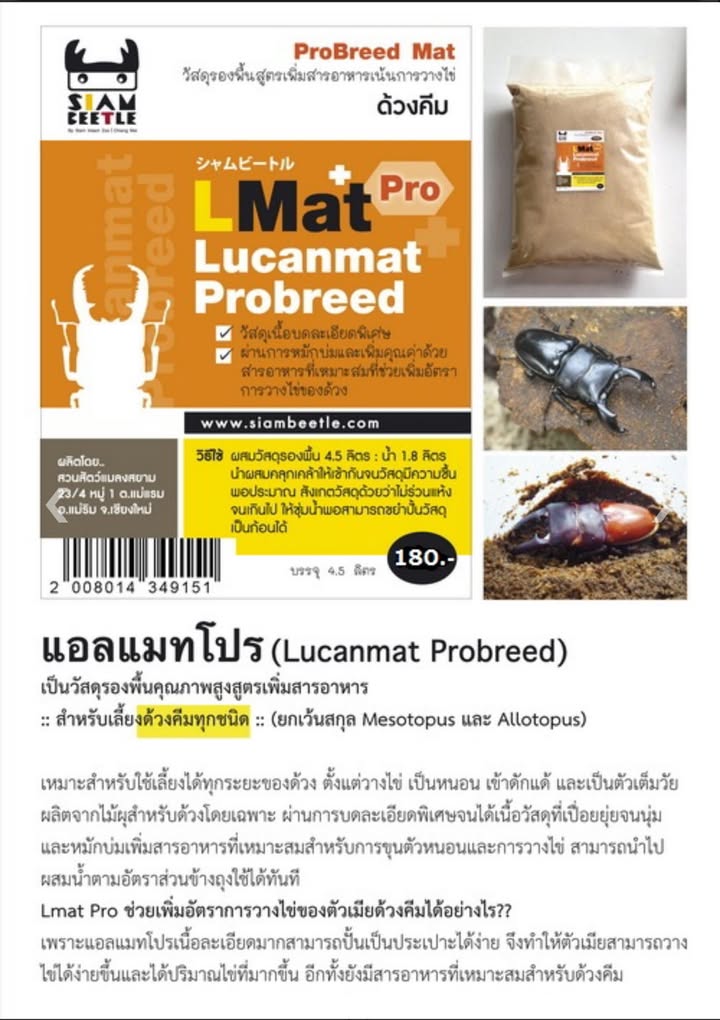 ProBreed Mat
วัสดุรองพื้นสูตรเพิ่มสารอาหารเน้นการวางไข่
ด้วงคีม
SIAM
BEETLE
By Siam Insect Zoo | Chiang Mai
シャムビートル
LMat+ Pro
Lucanmat
Probreed
วัสดุเนื้อบดละเอียดพิเศษ
ผ่านการหมักบ่มและเพิ่มคุณค่าด้วย
สารอาหารที่เหมาะสมที่ช่วยเพิ่มอัตรา
การวางไข่ของด้วง
www.siambeetle.com
ผลิตโดย..
สวนสัตว์แมลงสยาม
23/4 หมู่ 1 ต.แม่แรม
อ.แม่ริม จ.เชียงใหม่
วิธีใช้ ผสมวัสดุรองพื้น 4.5 ลิตร : น้ำ 1.8 ลิตร
นำผสมคลุกเคล้าให้เข้ากันจนวัสดุมีความชื้น
พอประมาณ สังเกตวัสดุด้วยว่าไม่ร่วนแห้ง
จนเกินไป ให้ชุ่มน้ำพอสามารถขยำปั้นวัสดุ
เป็นก้อนได้
2 008014 349151
บรรจุ 4.5 ลิตร
180.-
แอลแมทโปร (Lucanmat Probreed)
เป็นวัสดุรองพื้นคุณภาพสูงสูตรเพิ่มสารอาหาร
:: สำหรับเลี้ยงด้วงคีมทุกชนิด :: (ยกเว้นสกุล Mesotopus และ Allotopus)
เหมาะสำหรับใช้เลี้ยงได้ทุกระยะของด้วง ตั้งแต่วางไข่ เป็นหนอน เข้าดักแด้ และเป็นตัวเต็มวัย
ผลิตจากไม้ผุสำหรับด้วงโดยเฉพาะ ผ่านการบดละเอียดพิเศษจนได้เนื้อวัสดุที่เปื่อยยุ่ยจนนุ่ม
และหมักบ่มเพิ่มสารอาหารที่เหมาะสมสำหรับการขุนตัวหนอนและการวางไข่ สามารถนำไป
ผสมน้ำตามอัตราส่วนข้างถุงใช้ได้ทันที
Lmat Pro ช่วยเพิ่มอัตราการวางไข่ของตัวเมียด้วงคีมได้อย่างไร??
เพราะแอลแมทโปรเนื้อละเอียดมากสามารถปั้นเป็นประเปาะได้ง่าย จึงทำให้ตัวเมียสามารถวาง
ไข่ได้ง่ายขึ้นและได้ปริมาณไข่ที่มากขึ้น อีกทั้งยังมีสารอาหารที่เหมาะสมสำหรับด้วงคีม